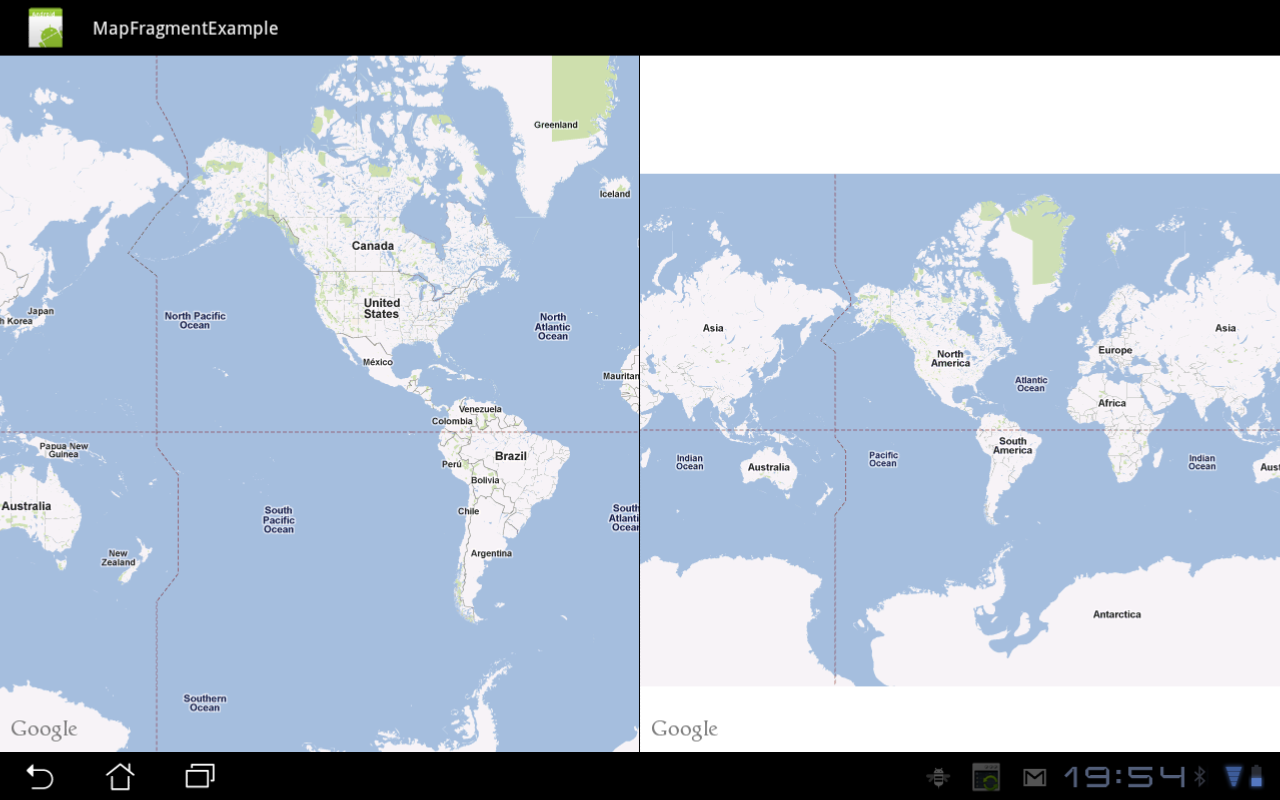 MapFragmentExample
Greenland
Iceland
Canada
Japan
h Korea
United
States
North Pacific
Ocean
North
Atlantic
Ocean
México
Mauritan
Venezuela
Colombia
Papua New
Guinea
Perú
Brazil
Bolivia
Australia
Chile
South
Pacific
Ocean
South
Atlanti
Ocean
New
Zealand
Argentina
Southern
Ocean
Google
Asia
North
America
Europe
Asia
Atlantic
Ocean
Africa
South
America
Indian
Ocean
Australia
Pacific
Ocean
Indian
Ocean
Aust
Antarctica
Google
19:54